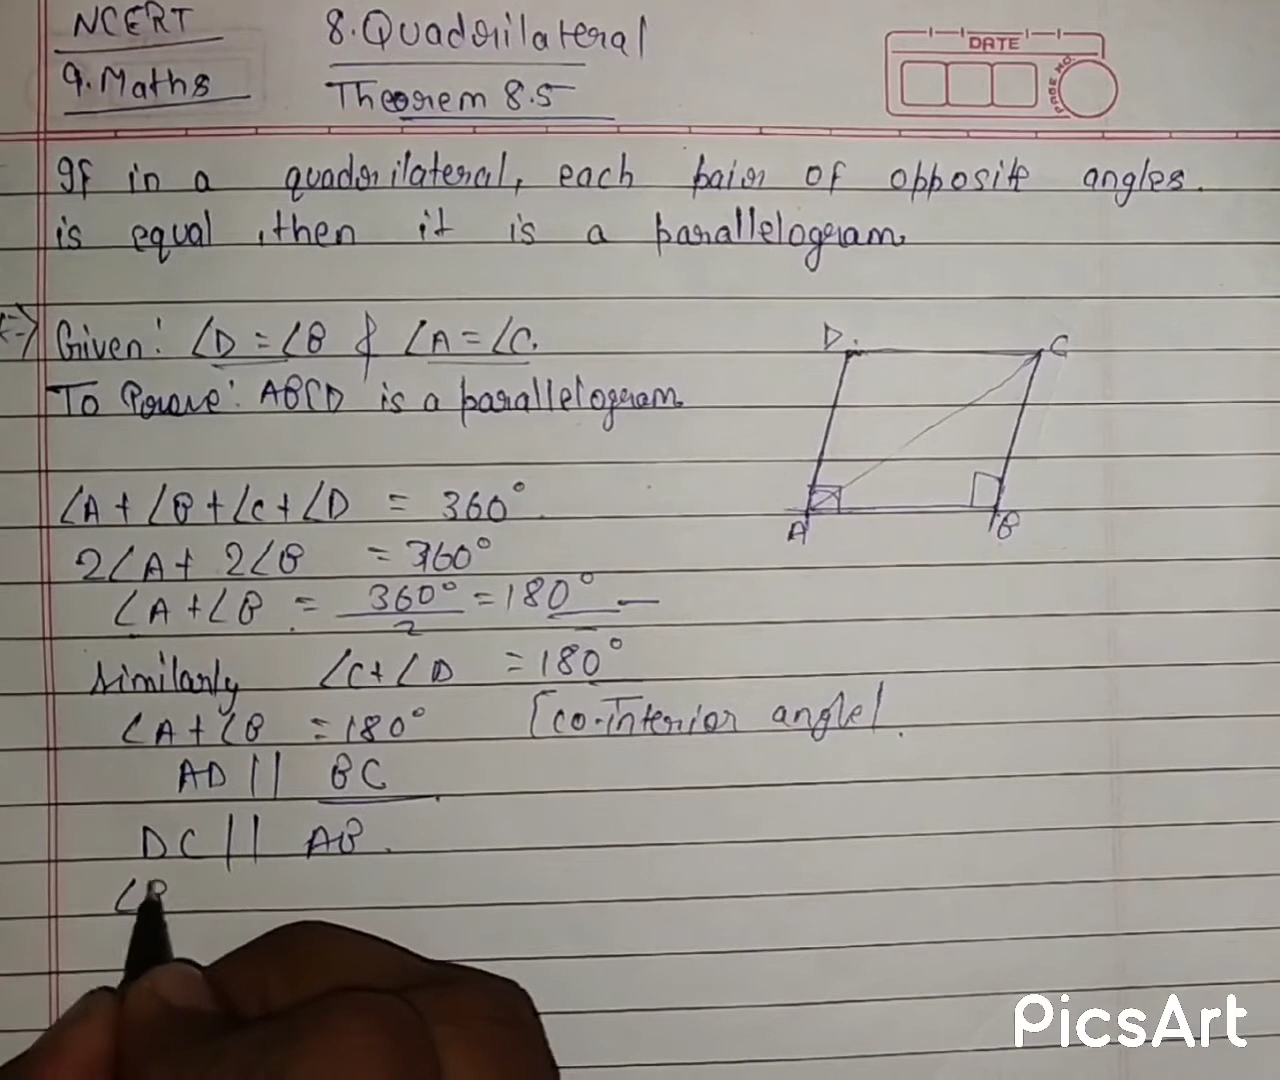 NCERT
9. Maths
8. Quadrilateral
Theorem 8.5
DATE
PAGE NO.
If in a quadrilateral, each pair of opposite angles.
is equal, then it is a parallelogram.
Given: ∠D = ∠B & ∠A = ∠C.
To Prove: ABCD is a parallelogram.
D
C
A
B
∠A + ∠B + ∠C + ∠D = 360°
2∠A + 2∠B = 360°
∠A + ∠B = 360°/2 = 180° —
Similarly ∠C + ∠D = 180°
∠A + ∠B = 180° [co-Interior angle].
AD || BC
DC || AB.
∠B
PicsArt